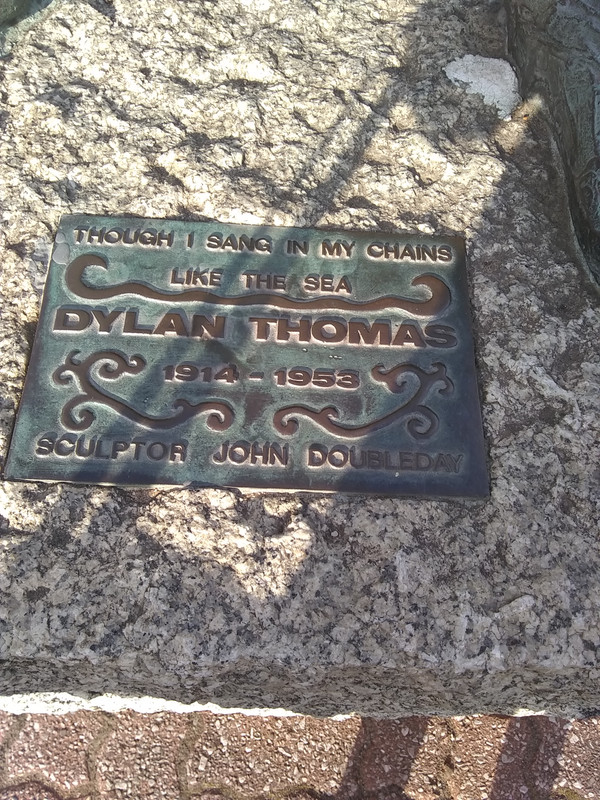 THOUGH I SANG IN MY CHAINS
LIKE THE SEA
DYLAN THOMAS
1914 - 1953
SCULPTOR JOHN DOUBLEDAY